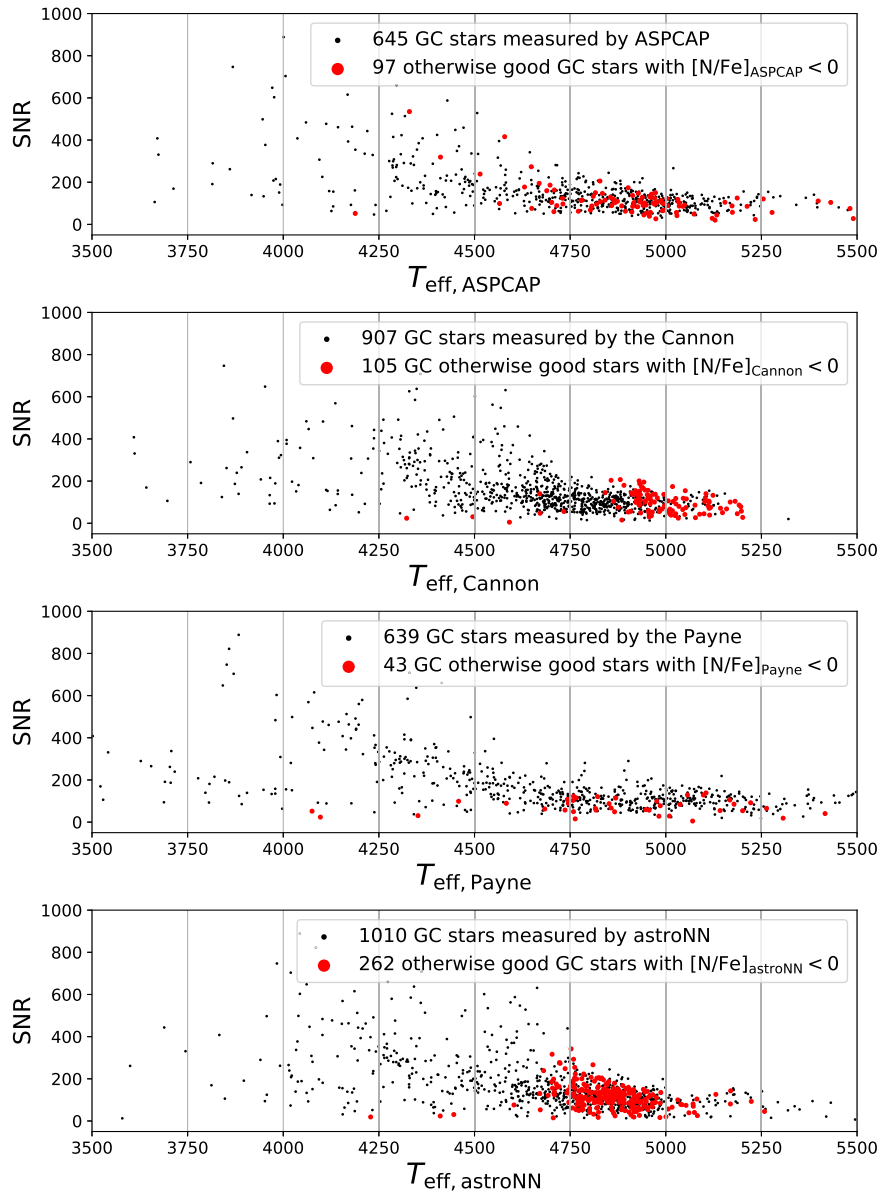 1000
800
600
400
200
0
SNR
645 GC stars measured by ASPCAP
97 otherwise good GC stars with [N/Fe]ASPCAP < 0
3500 3750 4000 4250 4500 4750 5000 5250 5500
Teff, ASPCAP
1000
800
600
400
200
0
SNR
907 GC stars measured by the Cannon
105 GC otherwise good stars with [N/Fe]Cannon < 0
3500 3750 4000 4250 4500 4750 5000 5250 5500
Teff, Cannon
1000
800
600
400
200
0
SNR
639 GC stars measured by the Payne
43 GC otherwise good stars with [N/Fe]Payne < 0
3500 3750 4000 4250 4500 4750 5000 5250 5500
Teff, Payne
1000
800
600
400
200
0
SNR
1010 GC stars measured by astroNN
262 otherwise good GC stars with [N/Fe]astroNN < 0
3500 3750 4000 4250 4500 4750 5000 5250 5500
Teff, astroNN